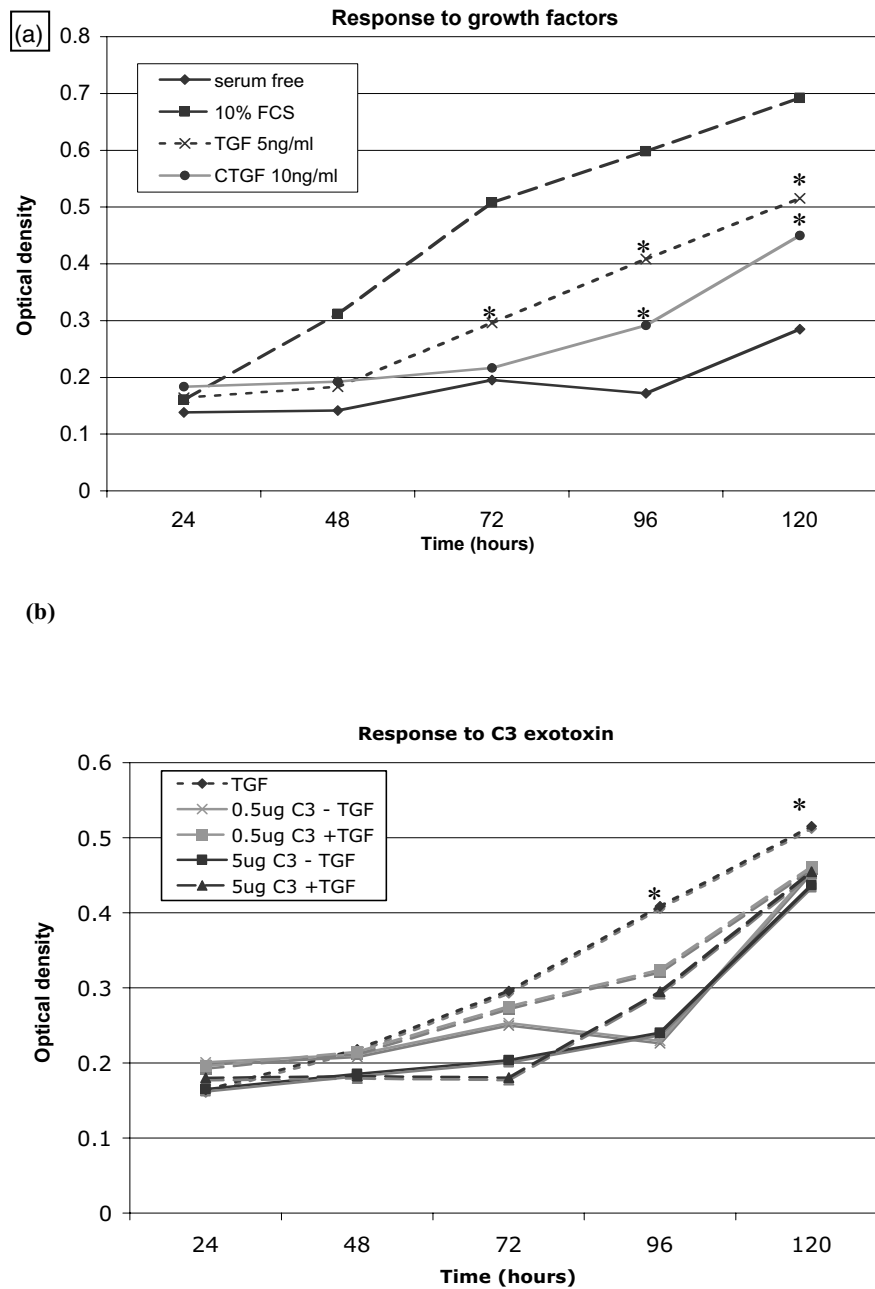 (a)
Response to growth factors
0.8
0.7
0.6
0.5
0.4
0.3
0.2
0.1
0
Optical density
serum free
10% FCS
TGF 5ng/ml
CTGF 10ng/ml
*
*
*
*
*
24 48 72 96 120
Time (hours)
(b)
Response to C3 exotoxin
0.6
0.5
0.4
0.3
0.2
0.1
0
Optical density
TGF
0.5ug C3 - TGF
0.5ug C3 +TGF
5ug C3 - TGF
5ug C3 +TGF
*
*
24 48 72 96 120
Time (hours)